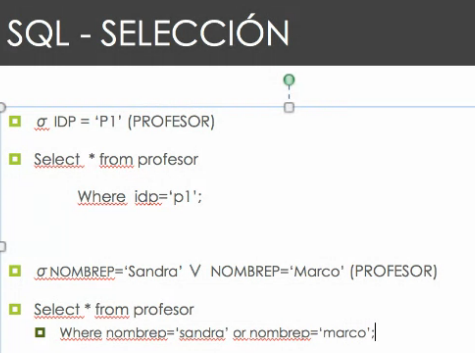 SQL - SELECCIÓN
σ IDP = ‘P1’ (PROFESOR)
Select * from profesor
Where idp=‘p1’;
σ NOMBREP=‘Sandra’ ∨ NOMBREP=‘Marco’ (PROFESOR)
Select * from profesor
Where nombrep=‘sandra’ or nombrep=‘marco’;